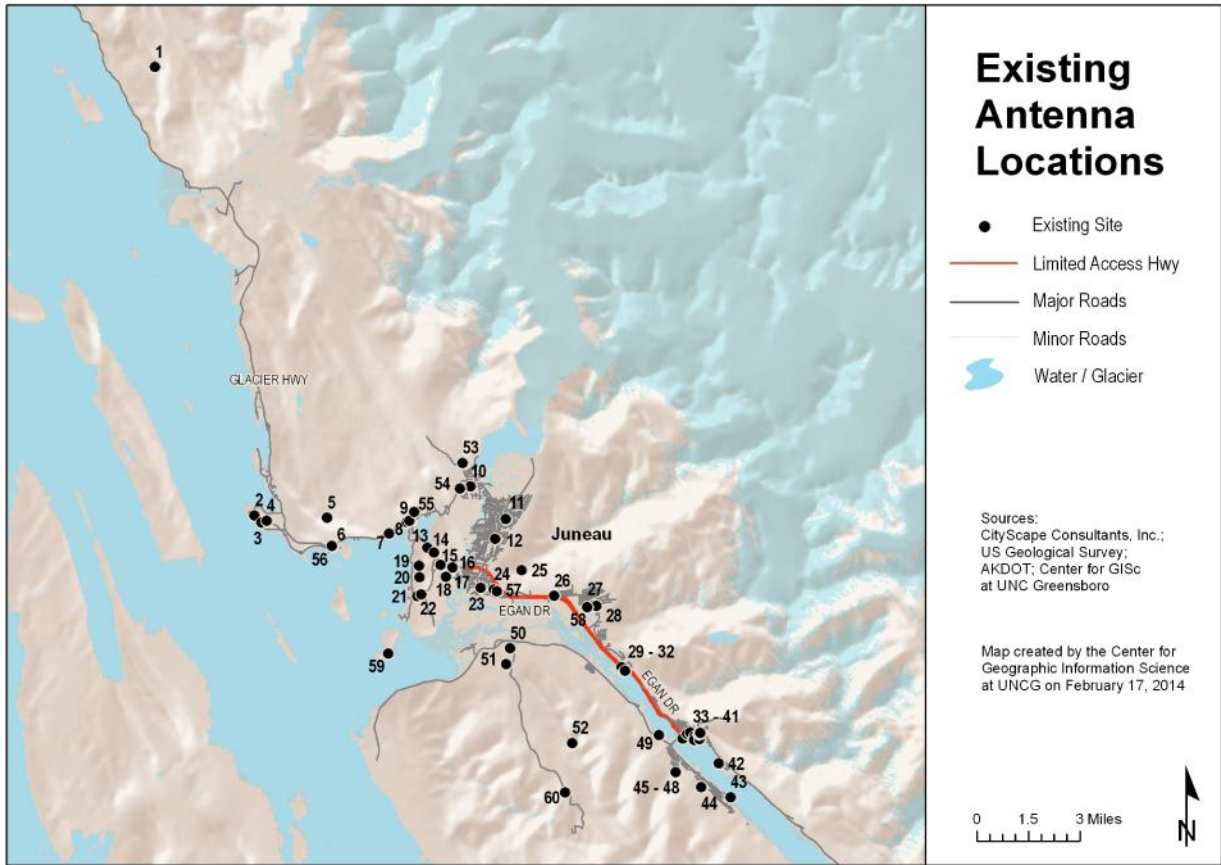 Existing
Antenna
Locations
Existing Site
Limited Access Hwy
Major Roads
Minor Roads
Water / Glacier
Sources:
CityScape Consultants, Inc.;
US Geological Survey;
AKDOT; Center for GISc
at UNC Greensboro
Map created by the Center for
Geographic Information Science
at UNCG on February 17, 2014
0 1.5 3 Miles
N
1
GLACIER HWY
53
10
54
2 4
3
5
6
56
7
8
9
55
11
12
Juneau
13
14
15
16
17
18
19
20
21
22
23
24
57
25
26
27
58
28
EGAN DR
29 - 32
EGAN DR
33 - 41
50
51
59
52
49
42
45 - 48
43
44
60